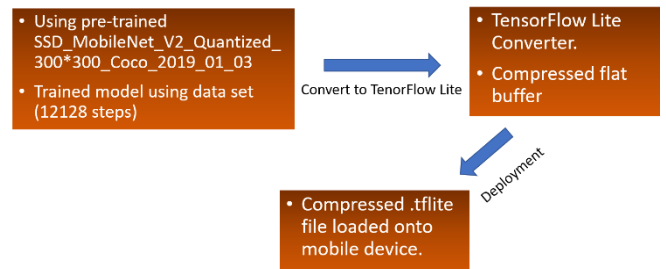 • Using pre-trained
SSD_MobileNet_V2_Quantized_
300*300_Coco_2019_01_03
• Trained model using data set
(12128 steps)
Convert to TenorFlow Lite
• TensorFlow Lite
Converter.
• Compressed flat
buffer
Deployment
• Compressed .tflite
file loaded onto
mobile device.